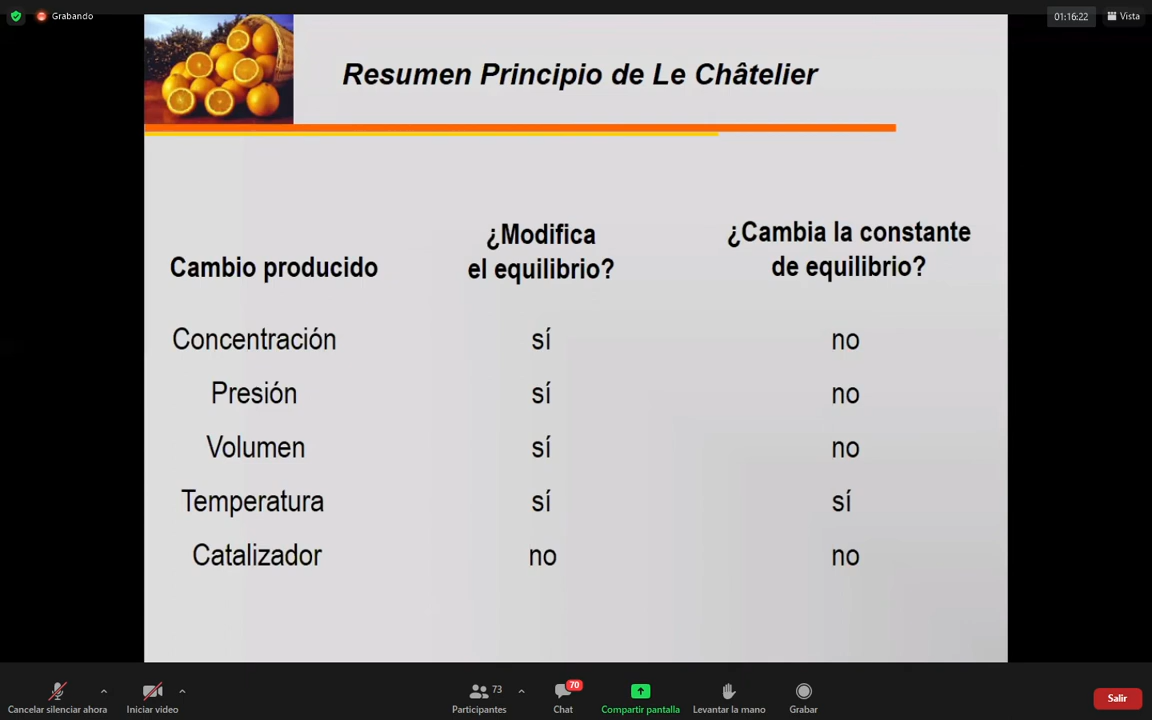 Grabando
01:16:22
Vista
Resumen Principio de Le Châtelier
Cambio producido
¿Modifica
el equilibrio?
¿Cambia la constante
de equilibrio?
Concentración sí no
Presión sí no
Volumen sí no
Temperatura sí sí
Catalizador no no
Cancelar silenciar ahora
Iniciar video
73
Participantes
70
Chat
Compartir pantalla
Levantar la mano
Grabar
Salir